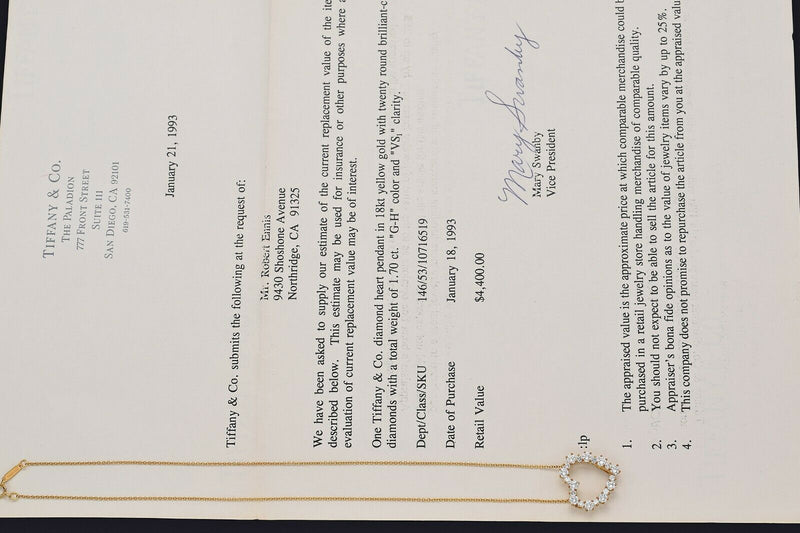 TIFFANY & CO.
THE PALADION
777 FRONT STREET
SUITE 111
SAN DIEGO, CA 92101
619-531-7400
January 21, 1993
Tiffany & Co. submits the following at the request of:
Mr. Robert Ennis
9430 Shoshone Avenue
Northridge, CA 91325
We have been asked to supply our estimate of the current replacement value of the ite
described below. This estimate may be used for insurance or other purposes where a
evaluation of current replacement value may be of interest.
One Tiffany & Co. diamond heart pendant in 18kt yellow gold with twenty round brilliant-c
diamonds with a total weight of 1.70 ct. "G-H" color and "VS," clarity.
Dept/Class/SKU 146/53/10716519
Date of Purchase January 18, 1993
Retail Value $4,400.00
Mary Swanby
Mary Swanby
Vice President
:lp
1. The appraised value is the approximate price at which comparable merchandise could b
purchased in a retail jewelry store handling merchandise of comparable quality.
2. You should not expect to be able to sell the article for this amount.
3. Appraiser's bona fide opinions as to the value of jewelry items vary by up to 25%.
4. This company does not promise to repurchase the article from you at the appraised valu